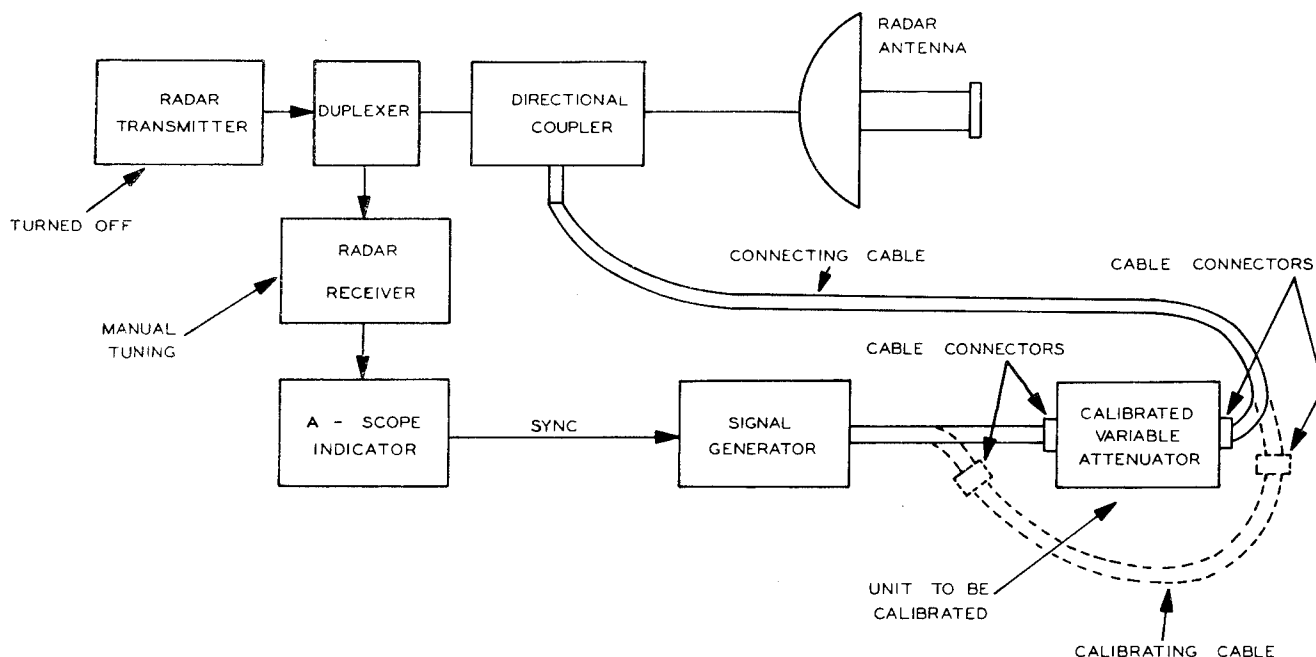 RADAR
ANTENNA
RADAR
TRANSMITTER
DUPLEXER
DIRECTIONAL
COUPLER
TURNED OFF
RADAR
RECEIVER
CONNECTING CABLE
CABLE CONNECTORS
MANUAL
TUNING
CABLE CONNECTORS
A - SCOPE
INDICATOR
SYNC
SIGNAL
GENERATOR
CALIBRATED
VARIABLE
ATTENUATOR
UNIT TO BE
CALIBRATED
CALIBRATING CABLE